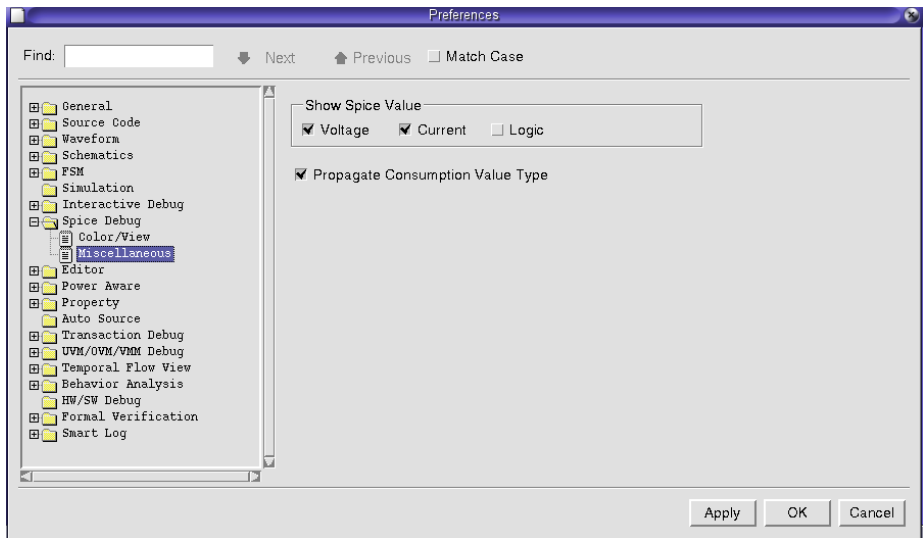 Preferences
Find: Next Previous Match Case
General
Source Code
Waveform
Schematics
FSM
Simulation
Interactive Debug
Spice Debug
Color/View
Miscellaneous
Editor
Power Aware
Property
Auto Source
Transaction Debug
UVM/OVM/VMM Debug
Temporal Flow View
Behavior Analysis
HW/SW Debug
Formal Verification
Smart Log
Show Spice Value
Voltage Current Logic
Propagate Consumption Value Type
Apply OK Cancel